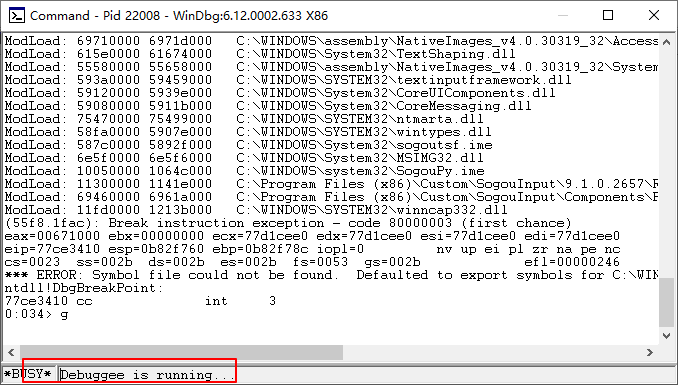 Command - Pid 22008 - WinDbg:6.12.0002.633 X86
ModLoad: 69710000 6971d000   C:\WINDOWS\assembly\NativeImages_v4.0.30319_32\Access
ModLoad: 615e0000 61674000   C:\WINDOWS\System32\TextShaping.dll
ModLoad: 55580000 55658000   C:\WINDOWS\assembly\NativeImages_v4.0.30319_32\System
ModLoad: 593a0000 59459000   C:\WINDOWS\SYSTEM32\textinputframework.dll
ModLoad: 59120000 5939e000   C:\WINDOWS\System32\CoreUIComponents.dll
ModLoad: 59080000 5911b000   C:\WINDOWS\System32\CoreMessaging.dll
ModLoad: 75470000 75499000   C:\WINDOWS\SYSTEM32\ntmarta.dll
ModLoad: 58fa0000 5907e000   C:\WINDOWS\SYSTEM32\wintypes.dll
ModLoad: 587c0000 5892f000   C:\WINDOWS\system32\sogoutsf.ime
ModLoad: 6e5f0000 6e5f6000   C:\WINDOWS\System32\MSIMG32.dll
ModLoad: 10050000 1064c000   C:\WINDOWS\System32\SogouPy.ime
ModLoad: 11300000 1141e000   C:\Program Files (x86)\Custom\SogouInput\9.1.0.2657\R
ModLoad: 69460000 6961a000   C:\Program Files (x86)\Custom\SogouInput\Components\P
ModLoad: 11fd0000 1213b000   C:\WINDOWS\SYSTEM32\winncap332.dll
(55f8.1fac): Break instruction exception - code 80000003 (first chance)
eax=00671000 ebx=00000000 ecx=77d1cee0 edx=77d1cee0 esi=77d1cee0 edi=77d1cee0
eip=77ce3410 esp=0b82f760 ebp=0b82f78c iopl=0         nv up ei pl zr na pe nc
cs=0023  ss=002b  ds=002b  es=002b  fs=0053  gs=002b             efl=00000246
*** ERROR: Symbol file could not be found.  Defaulted to export symbols for C:\WIN
ntdll!DbgBreakPoint:
77ce3410 cc              int     3
0:034> g
*BUSY* Debuggee is running...